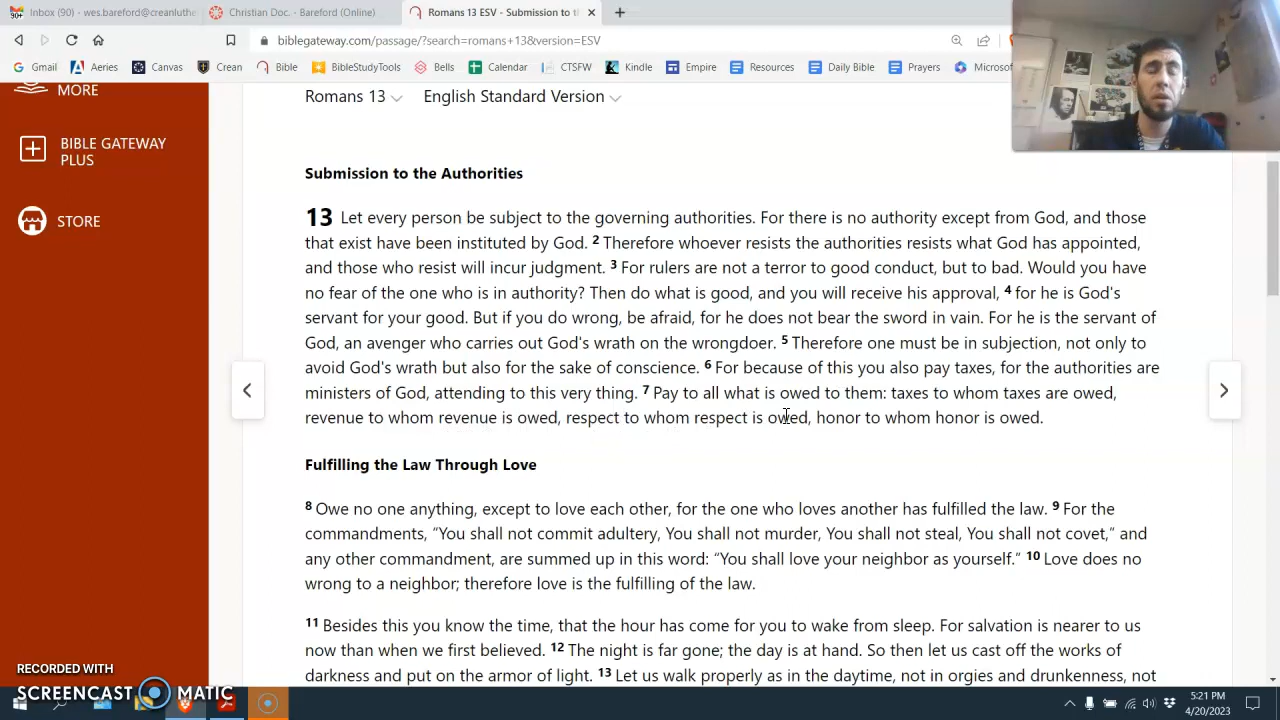 Inbox (90) - wes.bareford@creanluthe
Christian Doc. - Bareford (Online)
Romans 13 ESV - Submission to th
biblegateway.com/passage/?search=romans+13&version=ESV
Gmail Aeries Canvas Crean Bible BibleStudyTools Bells Calendar CTSFW Kindle Empire Resources Daily Bible Prayers Microsof
MORE
BIBLE GATEWAY
PLUS
STORE
Romans 13 English Standard Version
Submission to the Authorities
13 Let every person be subject to the governing authorities. For there is no authority except from God, and those
that exist have been instituted by God. 2 Therefore whoever resists the authorities resists what God has appointed,
and those who resist will incur judgment. 3 For rulers are not a terror to good conduct, but to bad. Would you have
no fear of the one who is in authority? Then do what is good, and you will receive his approval, 4 for he is God's
servant for your good. But if you do wrong, be afraid, for he does not bear the sword in vain. For he is the servant of
God, an avenger who carries out God's wrath on the wrongdoer. 5 Therefore one must be in subjection, not only to
avoid God's wrath but also for the sake of conscience. 6 For because of this you also pay taxes, for the authorities are
ministers of God, attending to this very thing. 7 Pay to all what is owed to them: taxes to whom taxes are owed,
revenue to whom revenue is owed, respect to whom respect is owed, honor to whom honor is owed.
Fulfilling the Law Through Love
8 Owe no one anything, except to love each other, for the one who loves another has fulfilled the law. 9 For the
commandments, “You shall not commit adultery, You shall not murder, You shall not steal, You shall not covet,” and
any other commandment, are summed up in this word: “You shall love your neighbor as yourself.” 10 Love does no
wrong to a neighbor; therefore love is the fulfilling of the law.
11 Besides this you know the time, that the hour has come for you to wake from sleep. For salvation is nearer to us
now than when we first believed. 12 The night is far gone; the day is at hand. So then let us cast off the works of
darkness and put on the armor of light. 13 Let us walk properly as in the daytime, not in orgies and drunkenness, not
RECORDED WITH
SCREENCAST MATIC
5:21 PM
4/20/2023